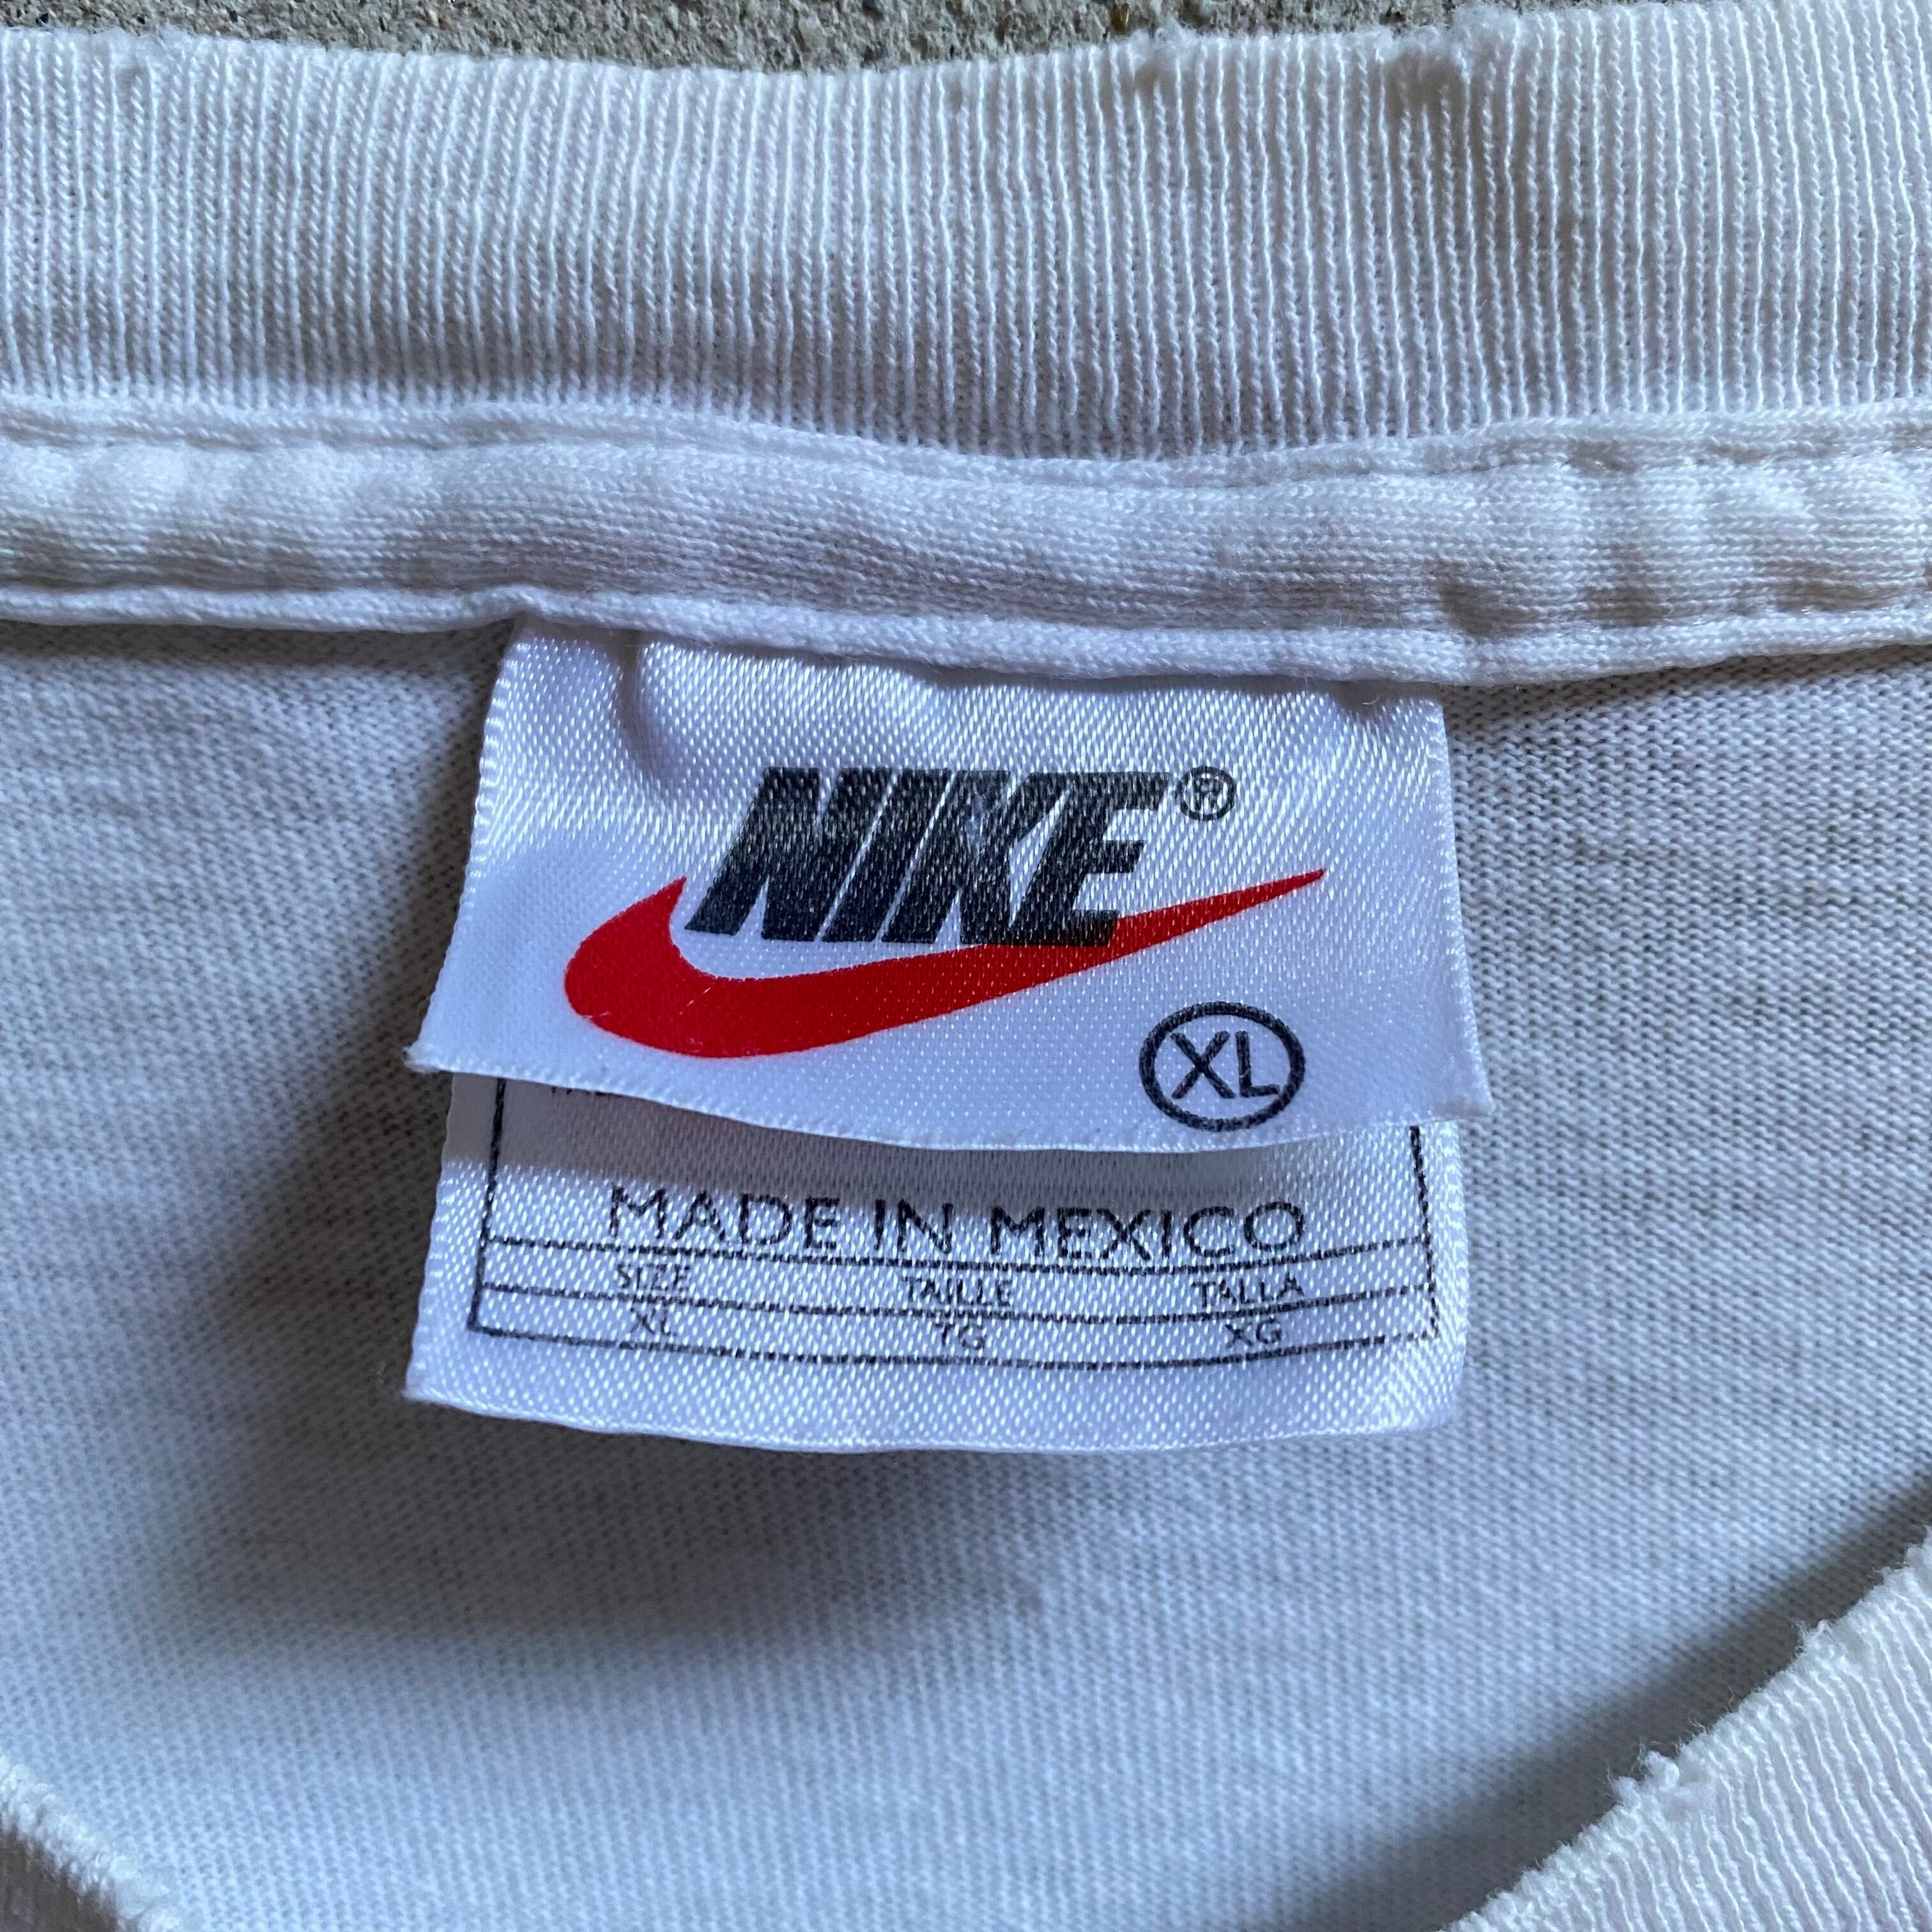 NIKE®
XL
MADE IN MEXICO
SIZE TAILLE TALLA
XL TG XG